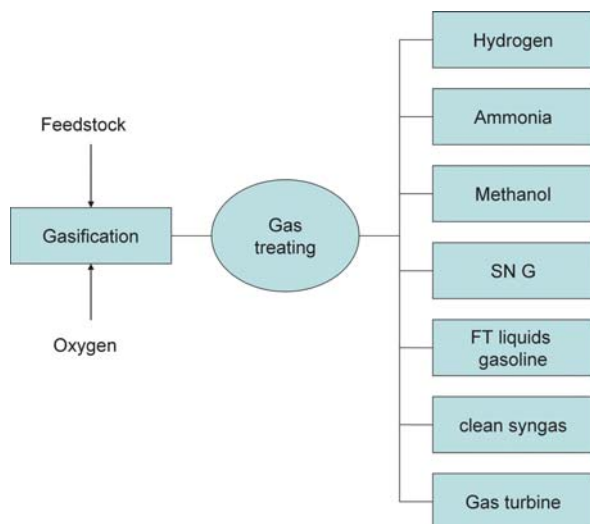 Feedstock
Gasification
Oxygen
Gas
treating
Hydrogen
Ammonia
Methanol
SN G
FT liquids
gasoline
clean syngas
Gas turbine